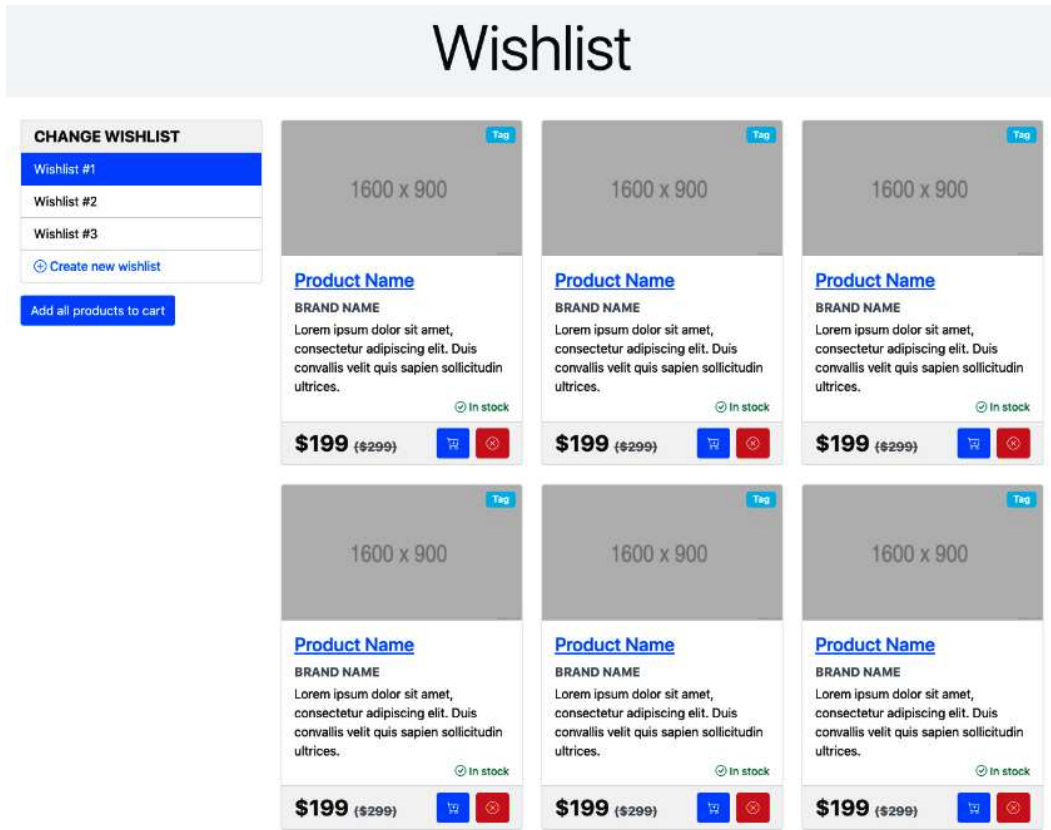 Wishlist
CHANGE WISHLIST
Wishlist #1
Wishlist #2
Wishlist #3
Create new wishlist
Add all products to cart
Tag
1600 x 900
Product Name
BRAND NAME
Lorem ipsum dolor sit amet,
consectetur adipiscing elit. Duis
convallis velit quis sapien sollicitudin
ultrices.
In stock
$199 ($299)
Tag
1600 x 900
Product Name
BRAND NAME
Lorem ipsum dolor sit amet,
consectetur adipiscing elit. Duis
convallis velit quis sapien sollicitudin
ultrices.
In stock
$199 ($299)
Tag
1600 x 900
Product Name
BRAND NAME
Lorem ipsum dolor sit amet,
consectetur adipiscing elit. Duis
convallis velit quis sapien sollicitudin
ultrices.
In stock
$199 ($299)
Tag
1600 x 900
Product Name
BRAND NAME
Lorem ipsum dolor sit amet,
consectetur adipiscing elit. Duis
convallis velit quis sapien sollicitudin
ultrices.
In stock
$199 ($299)
Tag
1600 x 900
Product Name
BRAND NAME
Lorem ipsum dolor sit amet,
consectetur adipiscing elit. Duis
convallis velit quis sapien sollicitudin
ultrices.
In stock
$199 ($299)
Tag
1600 x 900
Product Name
BRAND NAME
Lorem ipsum dolor sit amet,
consectetur adipiscing elit. Duis
convallis velit quis sapien sollicitudin
ultrices.
In stock
$199 ($299)